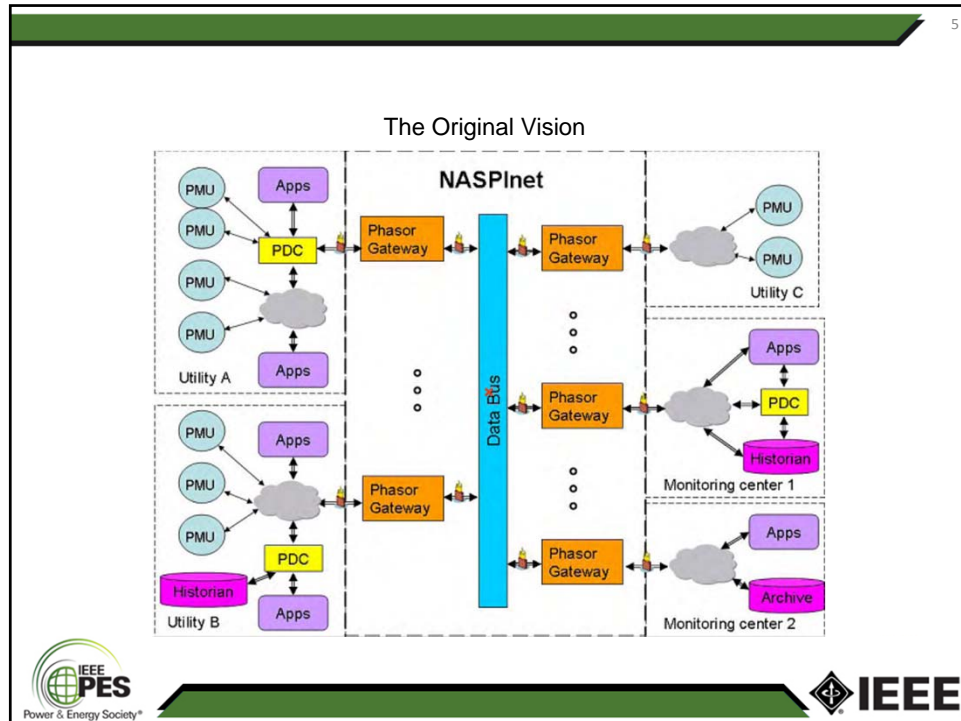 5
The Original Vision
NASPInet
PMU
PMU
PMU
PMU
Apps
PDC
Apps
Utility A
PMU
PMU
PMU
Apps
PDC
Historian
Apps
Utility B
Phasor
Gateway
Phasor
Gateway
Data Bus
Phasor
Gateway
Phasor
Gateway
Phasor
Gateway
PMU
PMU
Utility C
Apps
PDC
Historian
Monitoring center 1
Apps
Archive
Monitoring center 2
IEEE
PES
Power & Energy Society®
IEEE